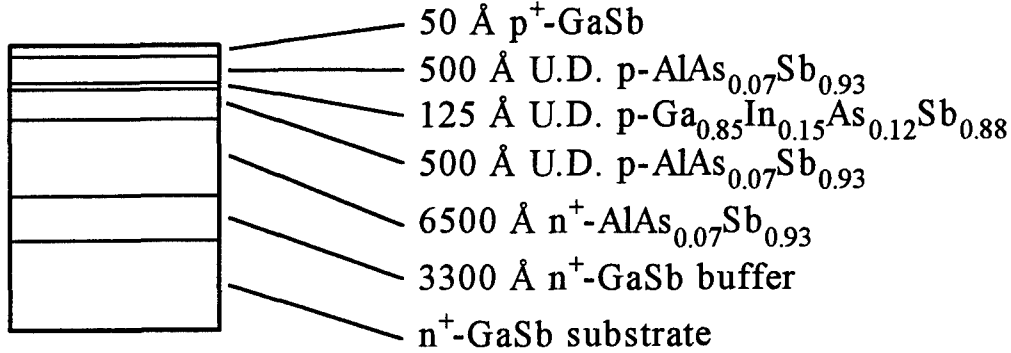 50 Å p⁺-GaSb
500 Å U.D. p-AlAs₀.₀₇Sb₀.₉₃
125 Å U.D. p-Ga₀.₈₅In₀.₁₅As₀.₁₂Sb₀.₈₈
500 Å U.D. p-AlAs₀.₀₇Sb₀.₉₃
6500 Å n⁺-AlAs₀.₀₇Sb₀.₉₃
3300 Å n⁺-GaSb buffer
n⁺-GaSb substrate